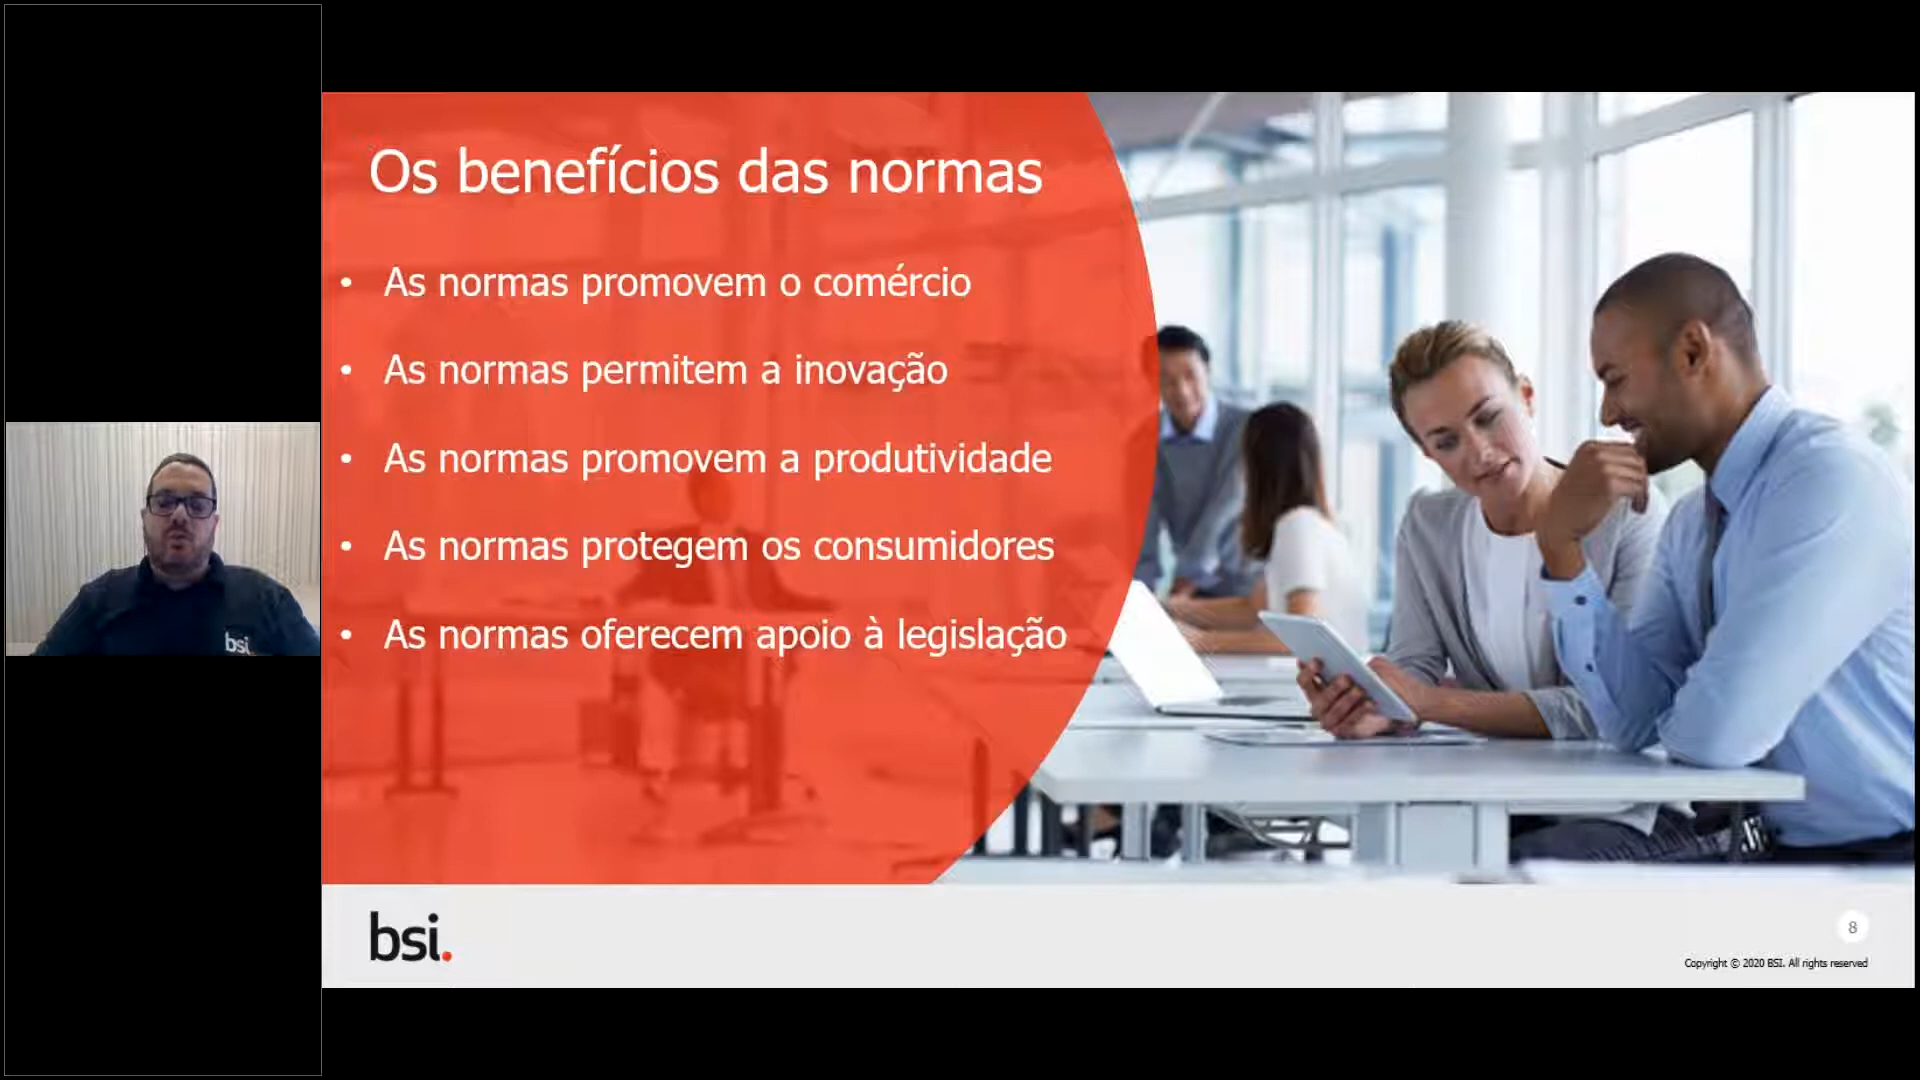 Os benefícios das normas
• As normas promovem o comércio
• As normas permitem a inovação
• As normas promovem a produtividade
• As normas protegem os consumidores
• As normas oferecem apoio à legislação
bsi.
bsi.
8
Copyright © 2020 BSI. All rights reserved